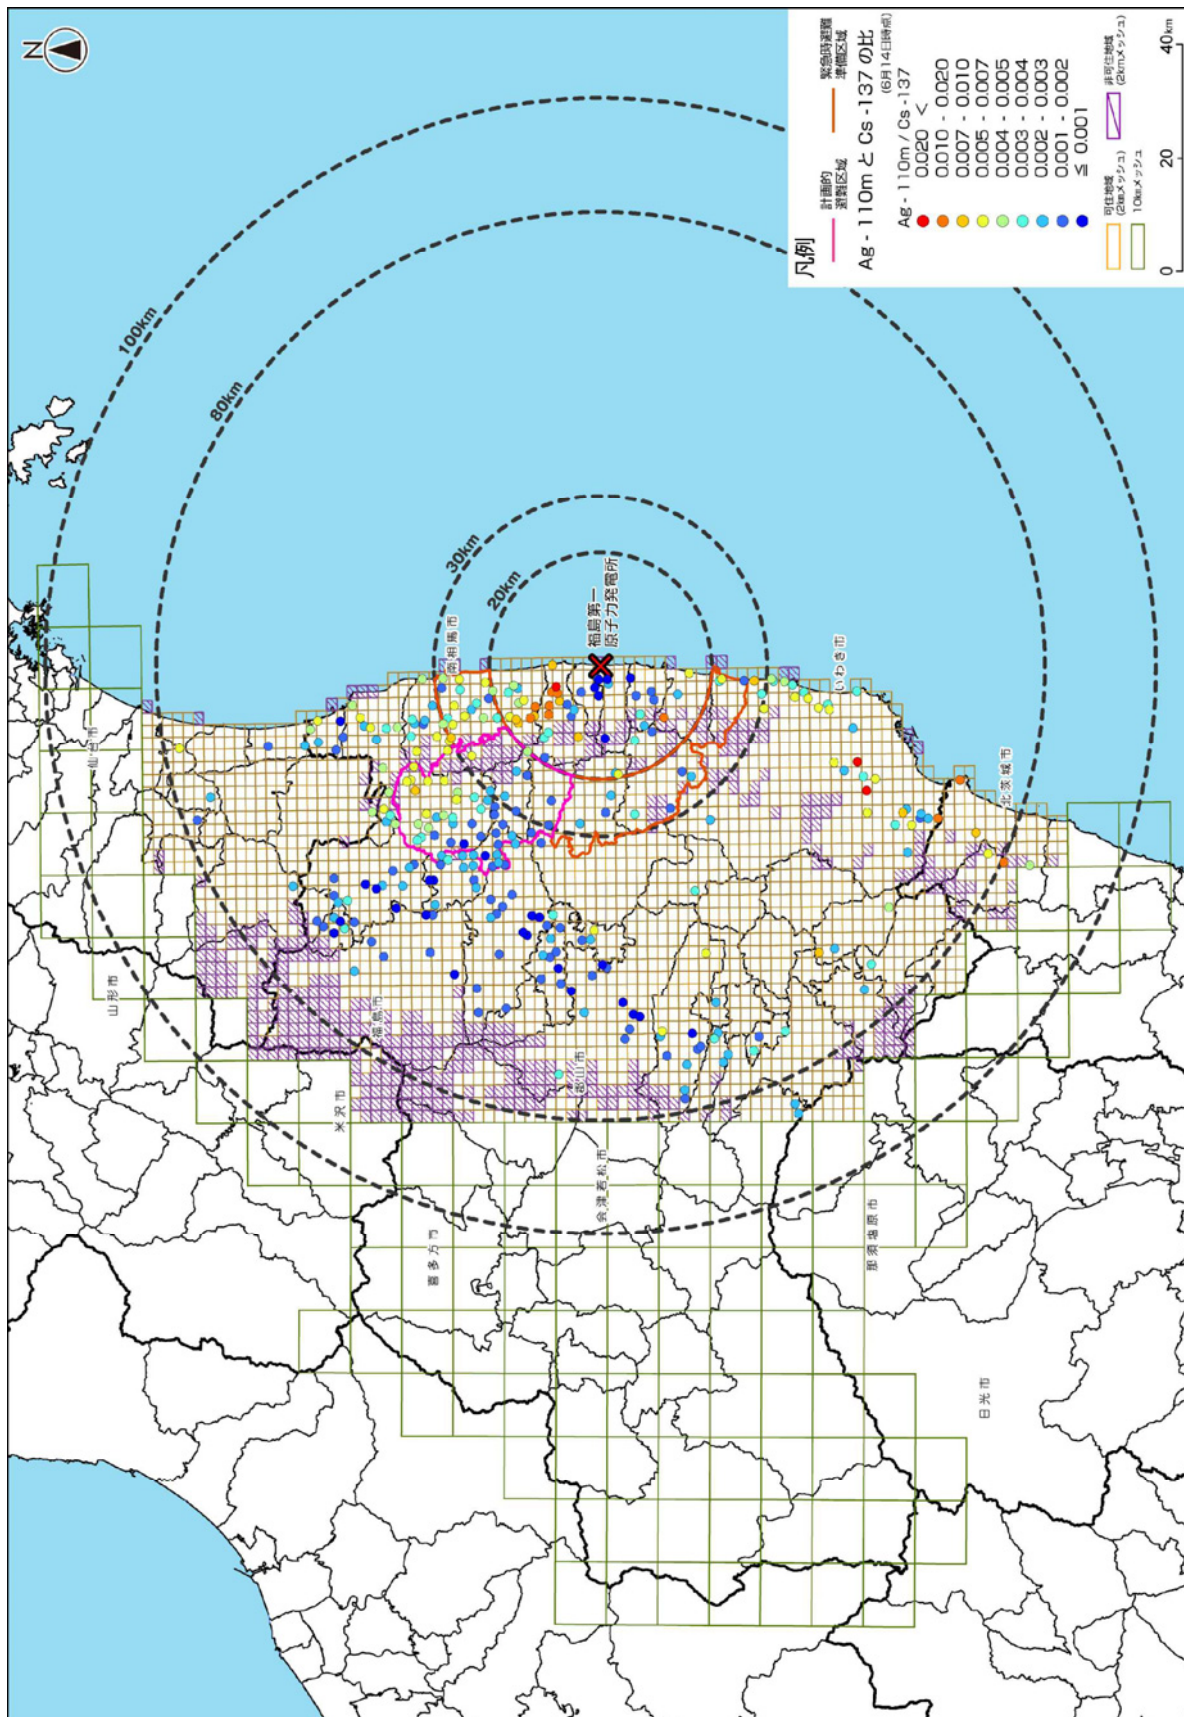 N
100km
80km
30km
20km
仙台市
山形市
南相馬市
福島市
米沢市
福島第一
原子力発電所
喜多方市
郡山市
会津若松市
いわき市
那須塩原市
北茨城市
日光市
凡例
計画的
避難区域
緊急時避難
準備区域
Ag - 110m と Cs -137 の比
(6月14日時点)
Ag - 110m / Cs -137
0.020 <
0.010 - 0.020
0.007 - 0.010
0.005 - 0.007
0.004 - 0.005
0.003 - 0.004
0.002 - 0.003
0.001 - 0.002
≤ 0.001
可住地域
(2kmメッシュ)
非可住地域
(2kmメッシュ)
10kmメッシュ
0 20 40km